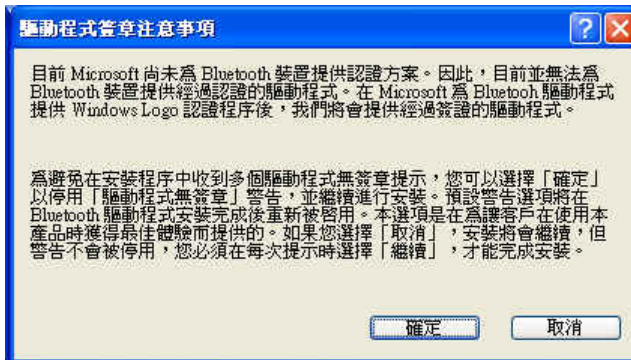 驅動程式簽章注意事項
目前 Microsoft 尚未爲 Bluetooth 裝置提供認證方案。因此，目前並無法爲
Bluetooth 裝置提供經過認證的驅動程式。在 Microsoft 爲 Bluetooh 驅動程式
提供 Windows Logo 認證程序後，我們將會提供經過簽證的驅動程式。
爲避免在安裝程序中收到多個驅動程式無簽章提示，您可以選擇「確定」
以停用「驅動程式無簽章」警告，並繼續進行安裝。預設警告選項將在
Bluetooth 驅動程式安裝完成後重新被啓用。本選項是在爲讓客戶在使用本
產品時獲得最佳體驗而提供的。如果您選擇「取消」，安裝將會繼續，但
警告不會被停用，您必須在每次提示時選擇「繼續」，才能完成安裝。
確定
取消